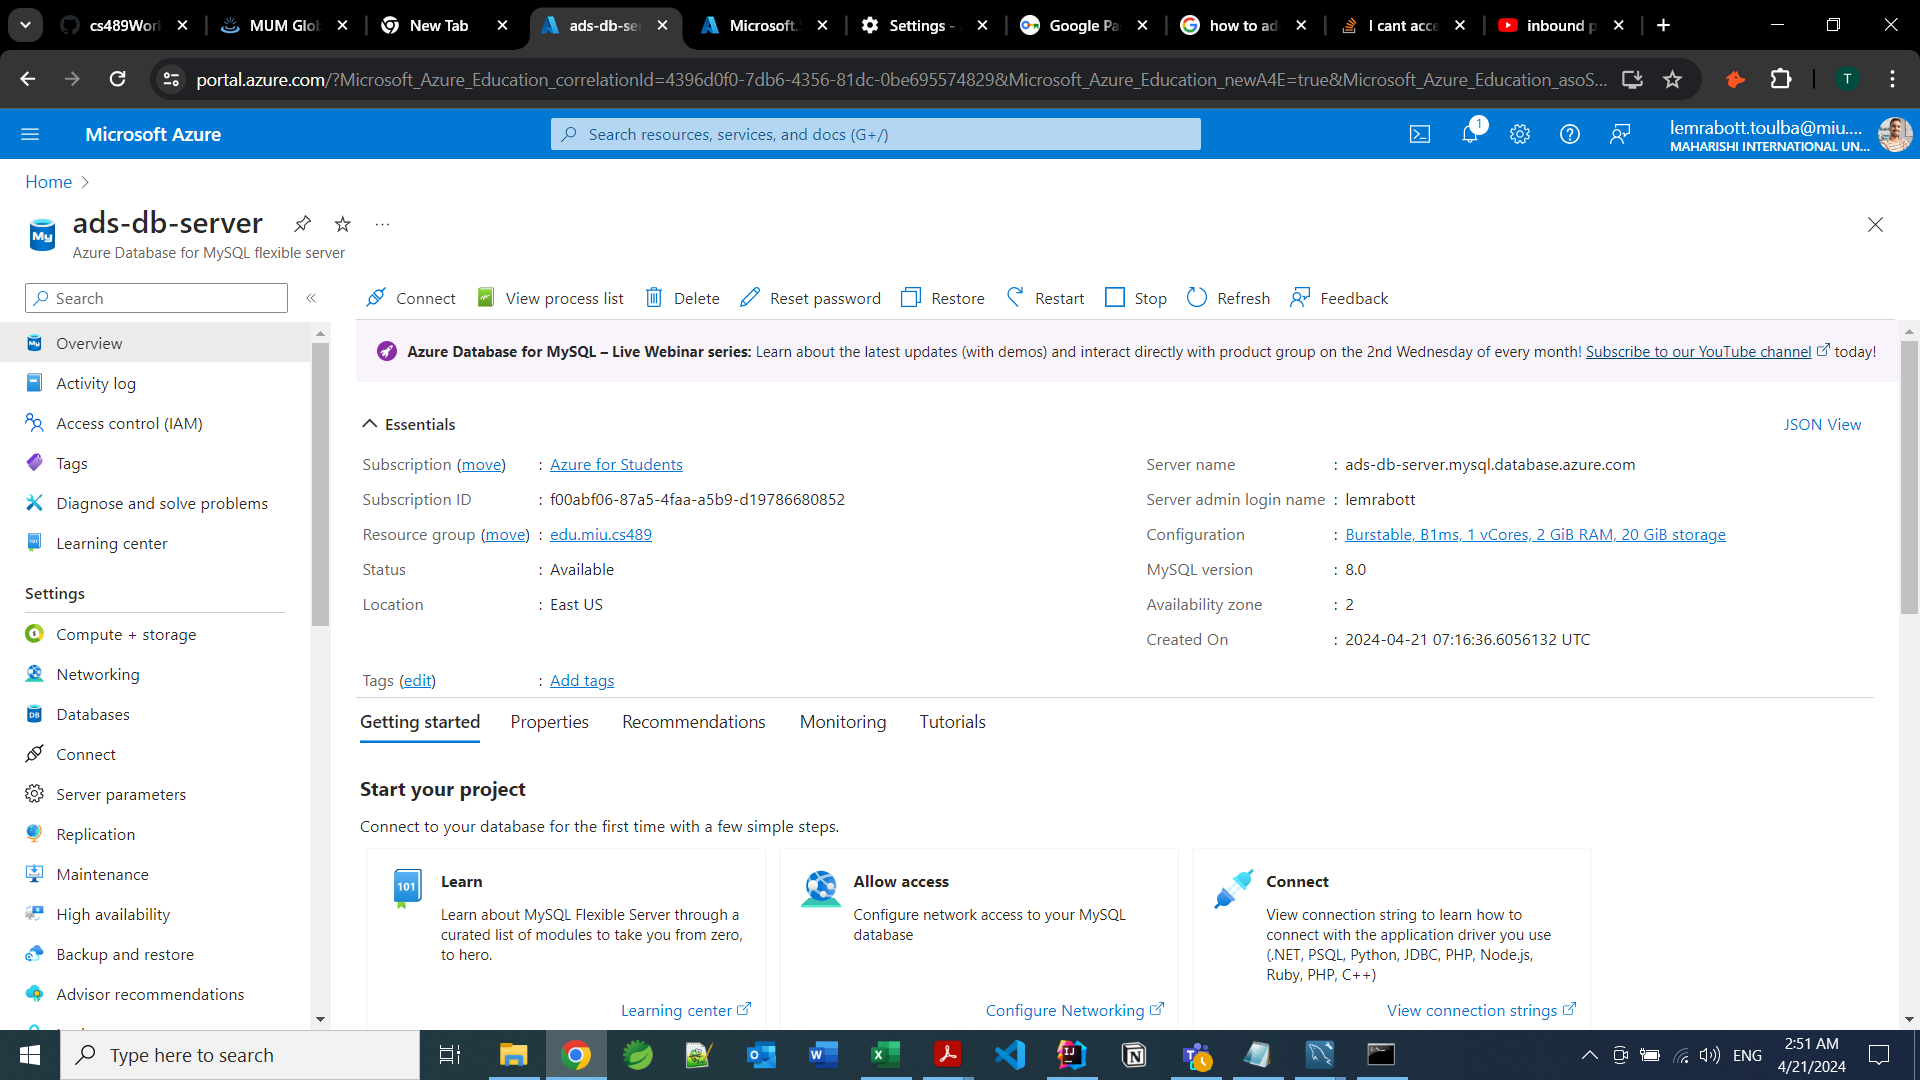 cs489Worl
MUM Glob
New Tab
ads-db-ser
Microsoft.S
Settings -
Google Pa
how to ad
I cant acce
inbound p
portal.azure.com/?Microsoft_Azure_Education_correlationId=4396d0f0-7db6-4356-81dc-0be695574829&Microsoft_Azure_Education_newA4E=true&Microsoft_Azure_Education_asoS...
T
Microsoft Azure
Search resources, services, and docs (G+/)
1
lemrabott.toulba@miu....
MAHARISHI INTERNATIONAL UN...
Home
ads-db-server
Azure Database for MySQL flexible server
Search
Connect
View process list
Delete
Reset password
Restore
Restart
Stop
Refresh
Feedback
Azure Database for MySQL – Live Webinar series: Learn about the latest updates (with demos) and interact directly with product group on the 2nd Wednesday of every month! Subscribe to our YouTube channel today!
Overview
Activity log
Access control (IAM)
Tags
Diagnose and solve problems
Learning center
Settings
Compute + storage
Networking
Databases
Connect
Server parameters
Replication
Maintenance
High availability
Backup and restore
Advisor recommendations
Essentials
JSON View
Subscription (move) : Azure for Students
Subscription ID : f00abf06-87a5-4faa-a5b9-d19786680852
Resource group (move) : edu.miu.cs489
Status : Available
Location : East US
Server name : ads-db-server.mysql.database.azure.com
Server admin login name : lemrabott
Configuration : Burstable, B1ms, 1 vCores, 2 GiB RAM, 20 GiB storage
MySQL version : 8.0
Availability zone : 2
Created On : 2024-04-21 07:16:36.6056132 UTC
Tags (edit) : Add tags
Getting started
Properties
Recommendations
Monitoring
Tutorials
Start your project
Connect to your database for the first time with a few simple steps.
101
Learn
Learn about MySQL Flexible Server through a
curated list of modules to take you from zero,
to hero.
Learning center
Allow access
Configure network access to your MySQL
database
Configure Networking
Connect
View connection string to learn how to
connect with the application driver you use
(.NET, PSQL, Python, JDBC, PHP, Node.js,
Ruby, PHP, C++)
View connection strings
Type here to search
ENG
2:51 AM
4/21/2024